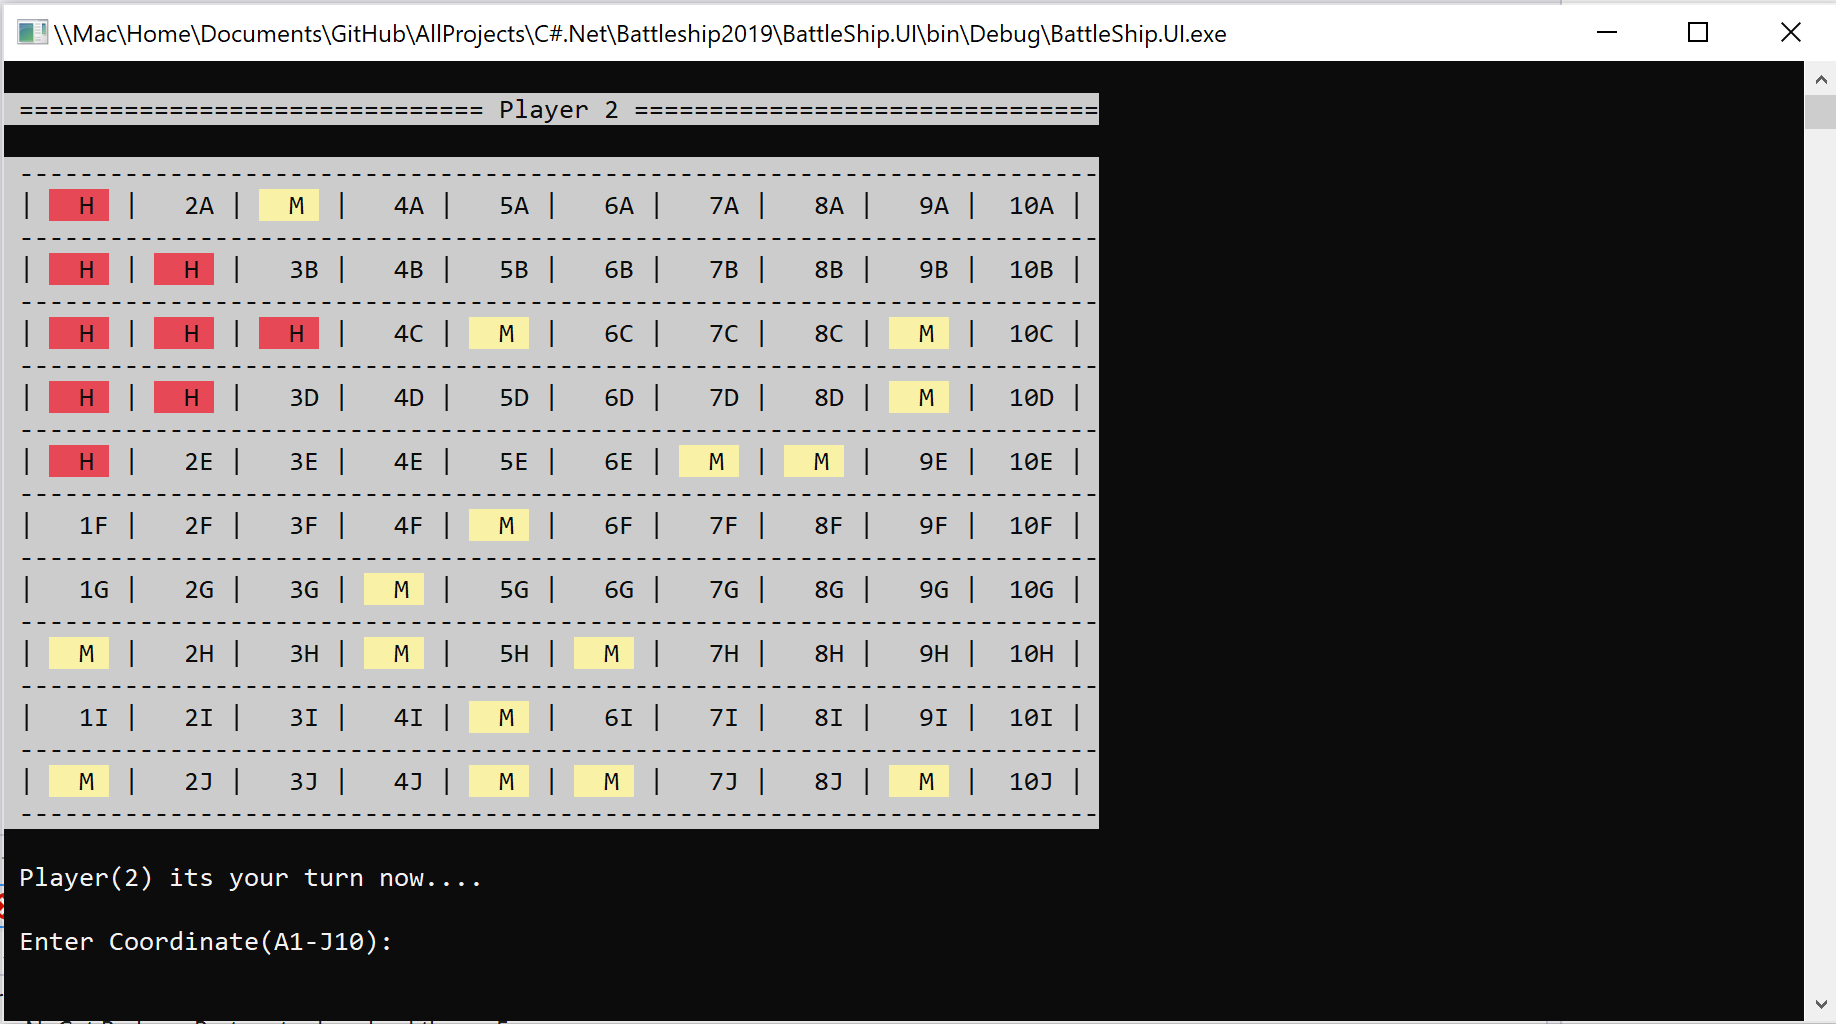 \\Mac\Home\Documents\GitHub\AllProjects\C#.Net\Battleship2019\BattleShip.UI\bin\Debug\BattleShip.UI.exe
=============================== Player 2 ===============================
------------------------------------------------------------------------
| H | 2A | M | 4A | 5A | 6A | 7A | 8A | 9A | 10A |
------------------------------------------------------------------------
| H | H | 3B | 4B | 5B | 6B | 7B | 8B | 9B | 10B |
------------------------------------------------------------------------
| H | H | H | 4C | M | 6C | 7C | 8C | M | 10C |
------------------------------------------------------------------------
| H | H | 3D | 4D | 5D | 6D | 7D | 8D | M | 10D |
------------------------------------------------------------------------
| H | 2E | 3E | 4E | 5E | 6E | M | M | 9E | 10E |
------------------------------------------------------------------------
| 1F | 2F | 3F | 4F | M | 6F | 7F | 8F | 9F | 10F |
------------------------------------------------------------------------
| 1G | 2G | 3G | M | 5G | 6G | 7G | 8G | 9G | 10G |
------------------------------------------------------------------------
| M | 2H | 3H | M | 5H | M | 7H | 8H | 9H | 10H |
------------------------------------------------------------------------
| 1I | 2I | 3I | 4I | M | 6I | 7I | 8I | 9I | 10I |
------------------------------------------------------------------------
| M | 2J | 3J | 4J | M | M | 7J | 8J | M | 10J |
------------------------------------------------------------------------
Player(2) its your turn now....
Enter Coordinate(A1-J10):